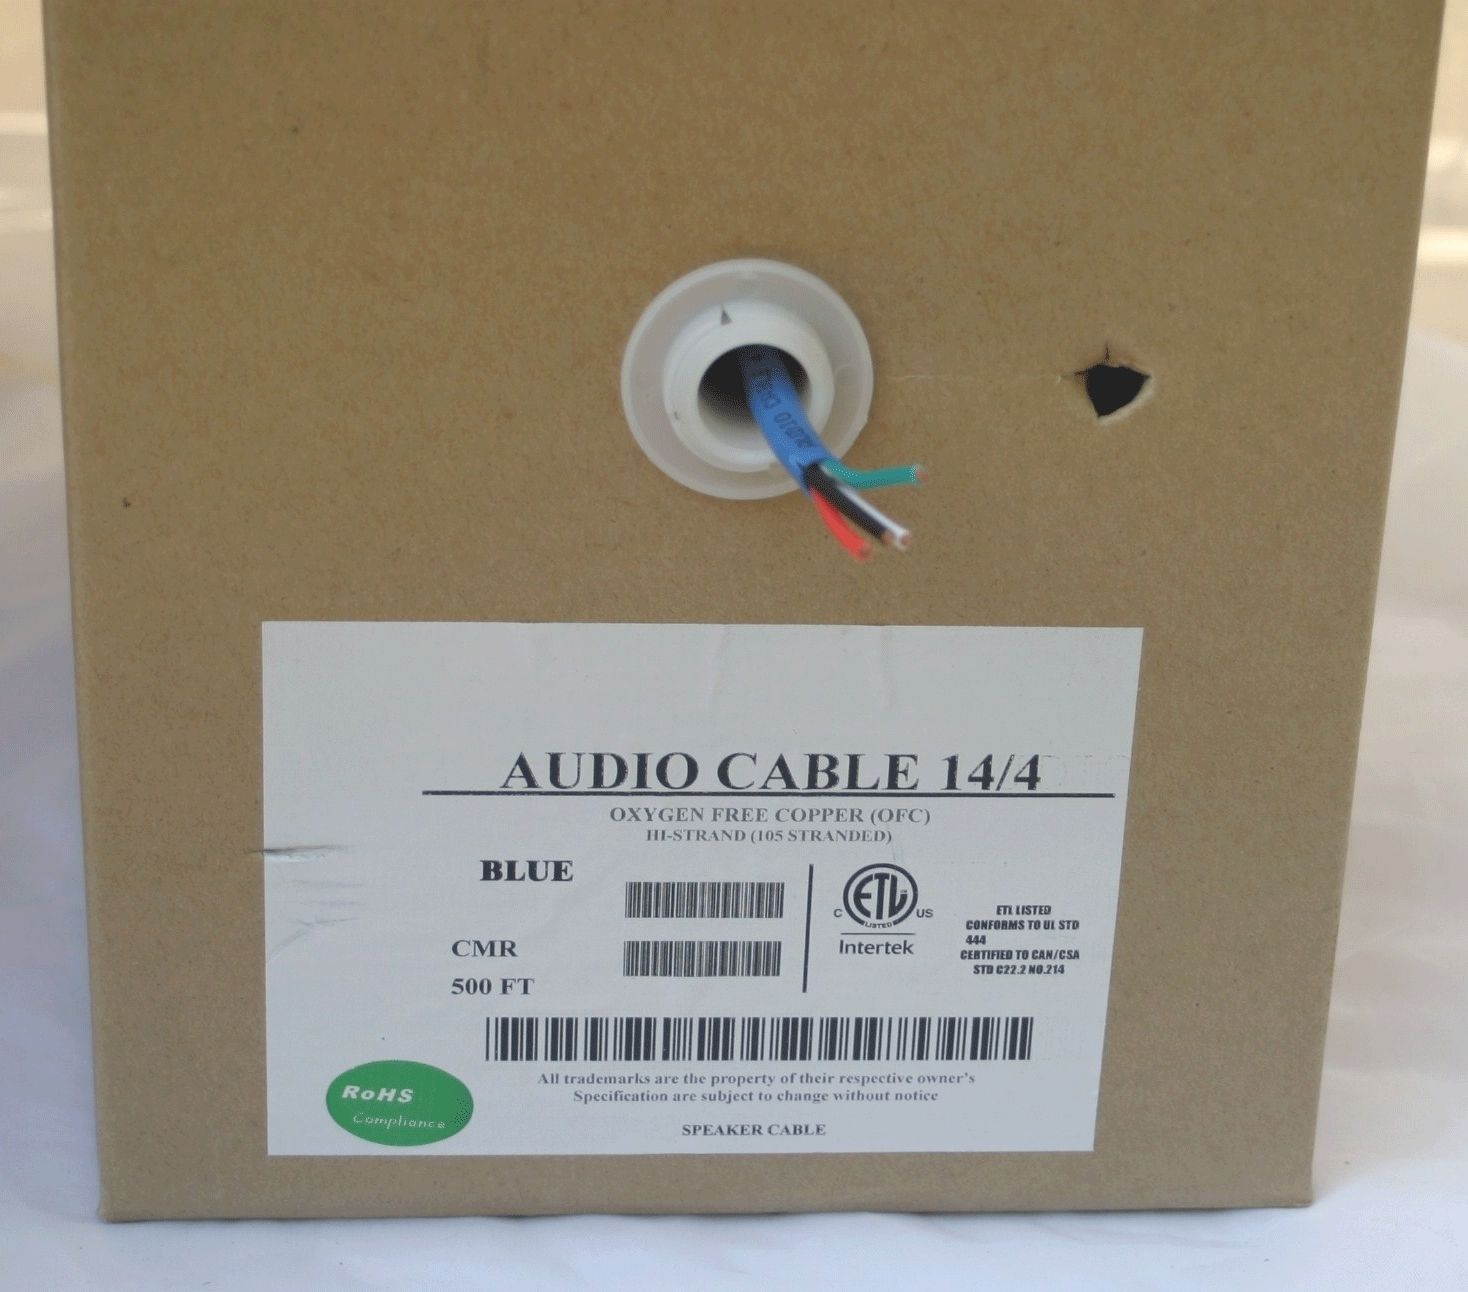 AUDIO CABLE
AUDIO CABLE 14/4
OXYGEN FREE COPPER (OFC)
HI-STRAND (105 STRANDED)
BLUE
CMR
500 FT
ETL
LISTED
C US
Intertek
ETL LISTED
CONFORMS TO UL STD
444
CERTIFIED TO CAN/CSA
STD C22.2 NO.214
All trademarks are the property of their respective owner's
Specification are subject to change without notice
SPEAKER CABLE
RoHS
Compliance